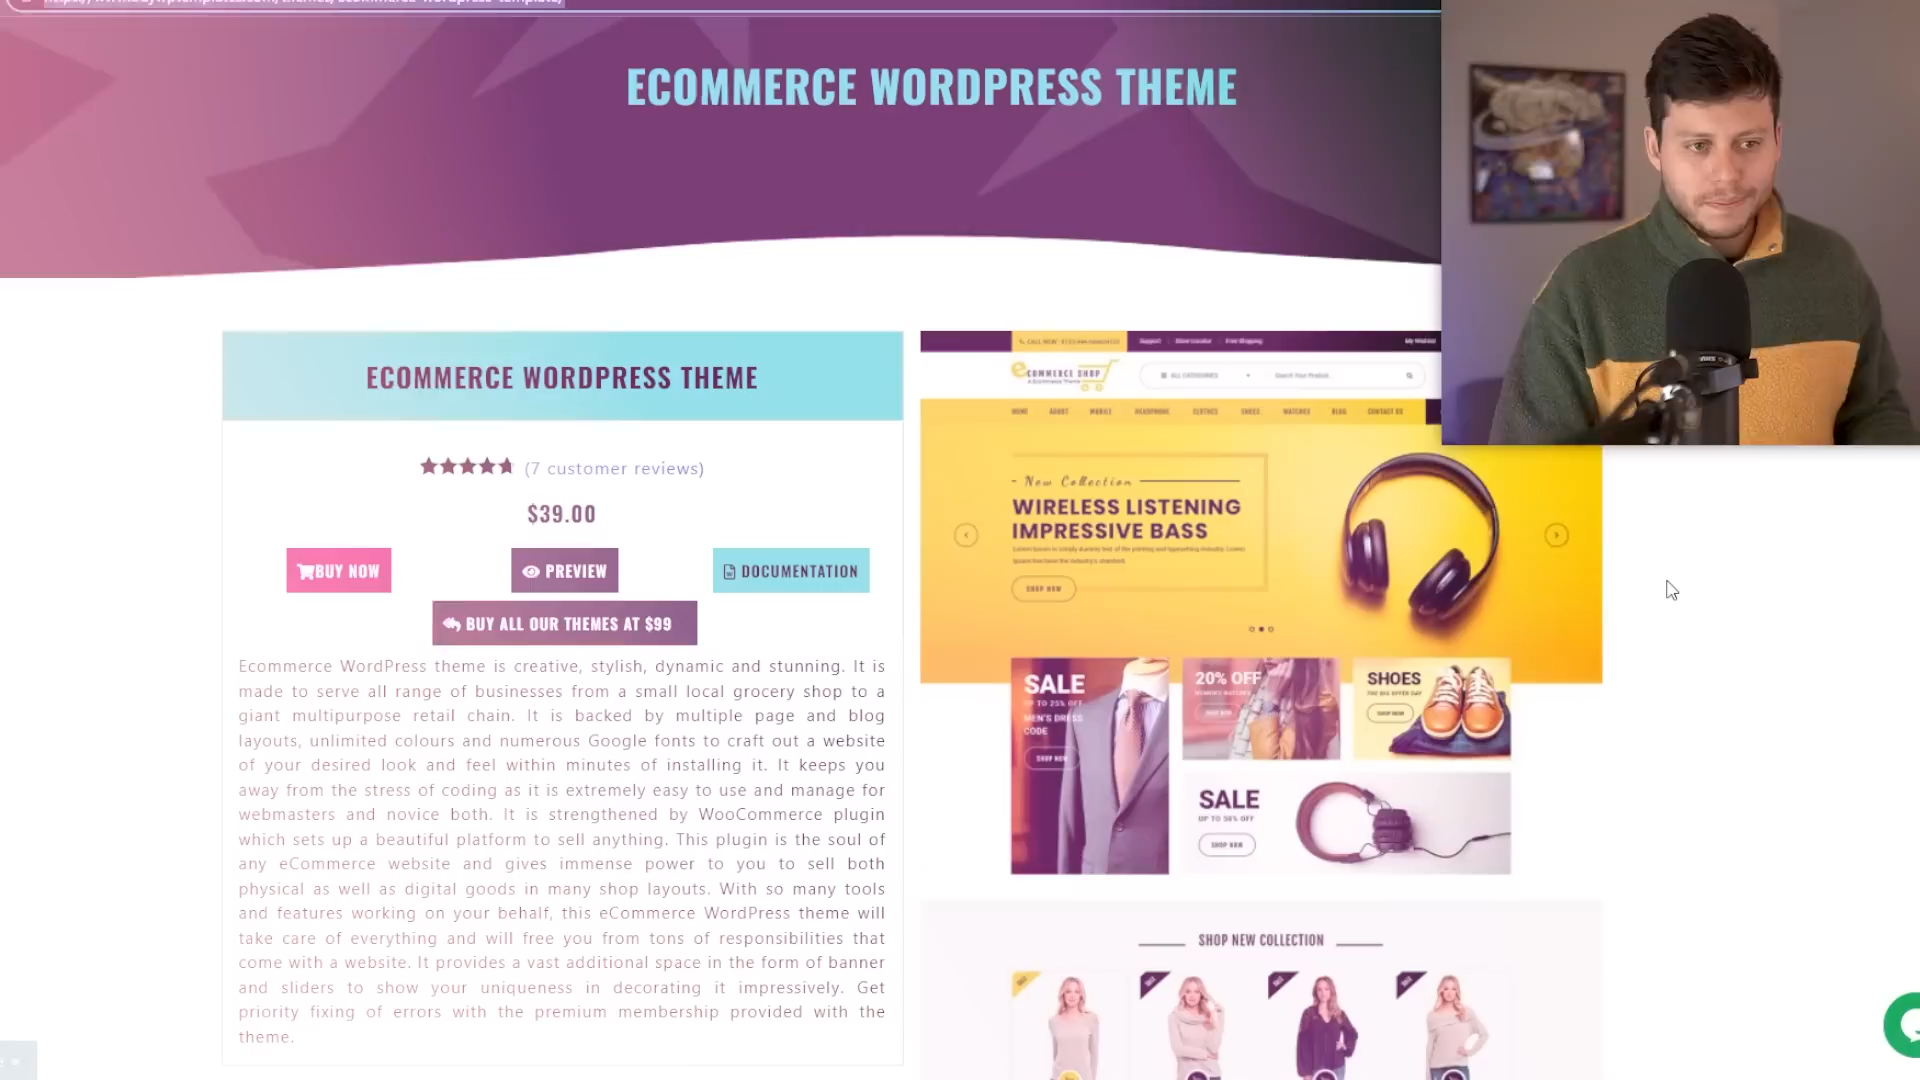 ECOMMERCE WORDPRESS THEME
ECOMMERCE WORDPRESS THEME
(7 customer reviews)
$39.00
BUY NOW
PREVIEW
DOCUMENTATION
BUY ALL OUR THEMES AT $99
Ecommerce WordPress theme is creative, stylish, dynamic and stunning. It is
made to serve all range of businesses from a small local grocery shop to a
giant multipurpose retail chain. It is backed by multiple page and blog
layouts, unlimited colours and numerous Google fonts to craft out a website
of your desired look and feel within minutes of installing it. It keeps you
away from the stress of coding as it is extremely easy to use and manage for
webmasters and novice both. It is strengthened by WooCommerce plugin
which sets up a beautiful platform to sell anything. This plugin is the soul of
any eCommerce website and gives immense power to you to sell both
physical as well as digital goods in many shop layouts. With so many tools
and features working on your behalf, this eCommerce WordPress theme will
take care of everything and will free you from tons of responsibilities that
come with a website. It provides a vast additional space in the form of banner
and sliders to show your uniqueness in decorating it impressively. Get
priority fixing of errors with the premium membership provided with the
theme.
Support Store Locator Free Shipping My Wishlist
eCOMMERCE SHOP
A Ecommerce Theme
ALL CATEGORIES
Search Your Product
HOME ABOUT MOBILE HEADPHONE CLOTHES SHOES WATCHES BLOG CONTACT US
New Collection
WIRELESS LISTENING
IMPRESSIVE BASS
SHOP NOW
SALE
UP TO 25% OFF
MEN'S DRESS
CODE
SHOP NOW
20% OFF
WOMEN'S WATCHES
SHOP NOW
SHOES
THE BIG OFFER DAY
SHOP NOW
SALE
UP TO 50% OFF
SHOP NOW
SHOP NEW COLLECTION
SALE
SALE
SALE
SALE